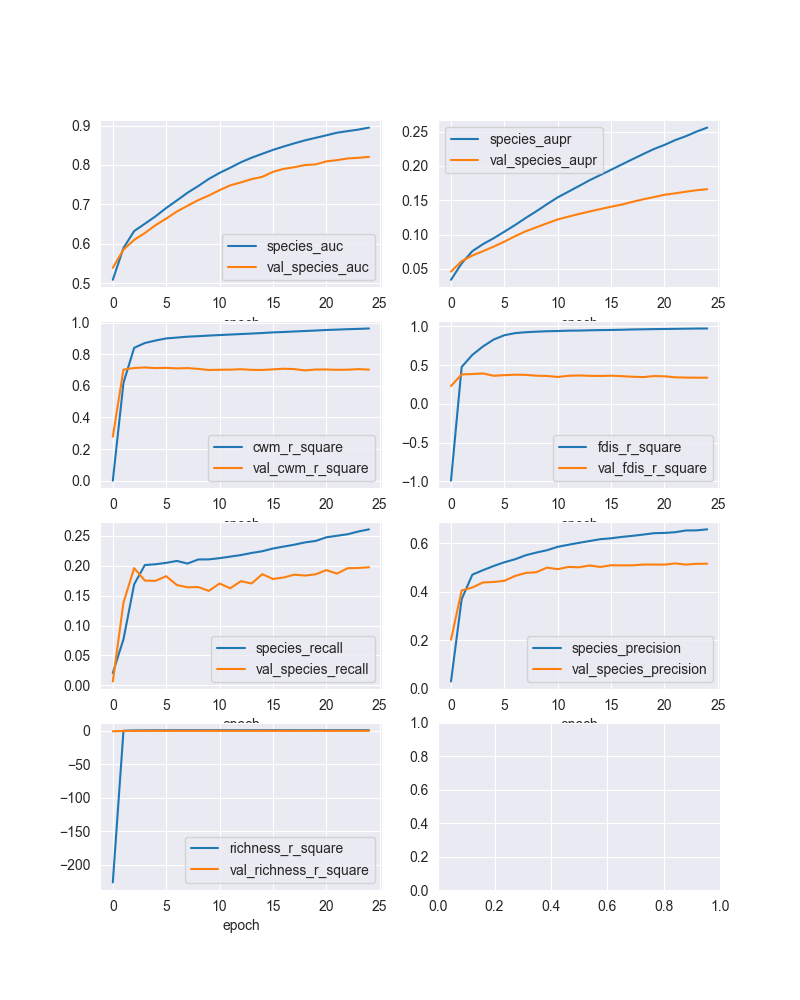 0.9
0.8
0.7
0.6
0.5
species_auc
val_species_auc
0 5 10 15 20 25
0.25
0.20
0.15
0.10
0.05
species_aupr
val_species_aupr
0 5 10 15 20 25
epoch
epoch
1.0
0.8
0.6
0.4
0.2
0.0
cwm_r_square
val_cwm_r_square
0 5 10 15 20 25
1.0
0.5
0.0
−0.5
−1.0
fdis_r_square
val_fdis_r_square
0 5 10 15 20 25
epoch
epoch
0.25
0.20
0.15
0.10
0.05
0.00
species_recall
val_species_recall
0 5 10 15 20 25
0.6
0.4
0.2
0.0
species_precision
val_species_precision
0 5 10 15 20 25
epoch
epoch
0
−50
−100
−150
−200
richness_r_square
val_richness_r_square
0 5 10 15 20 25
epoch
1.0
0.8
0.6
0.4
0.2
0.0
0.0 0.2 0.4 0.6 0.8 1.0